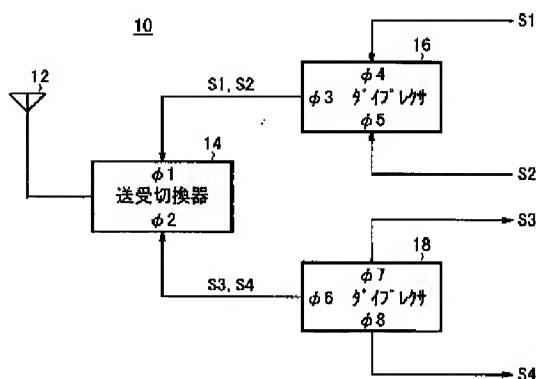 10
12
S1
16
φ4
φ3 ダイプレクサ
φ5
S1, S2
S2
14
φ1
送受切換器
φ2
S3
18
φ7
φ6 ダイプレクサ
φ8
S3, S4
S4